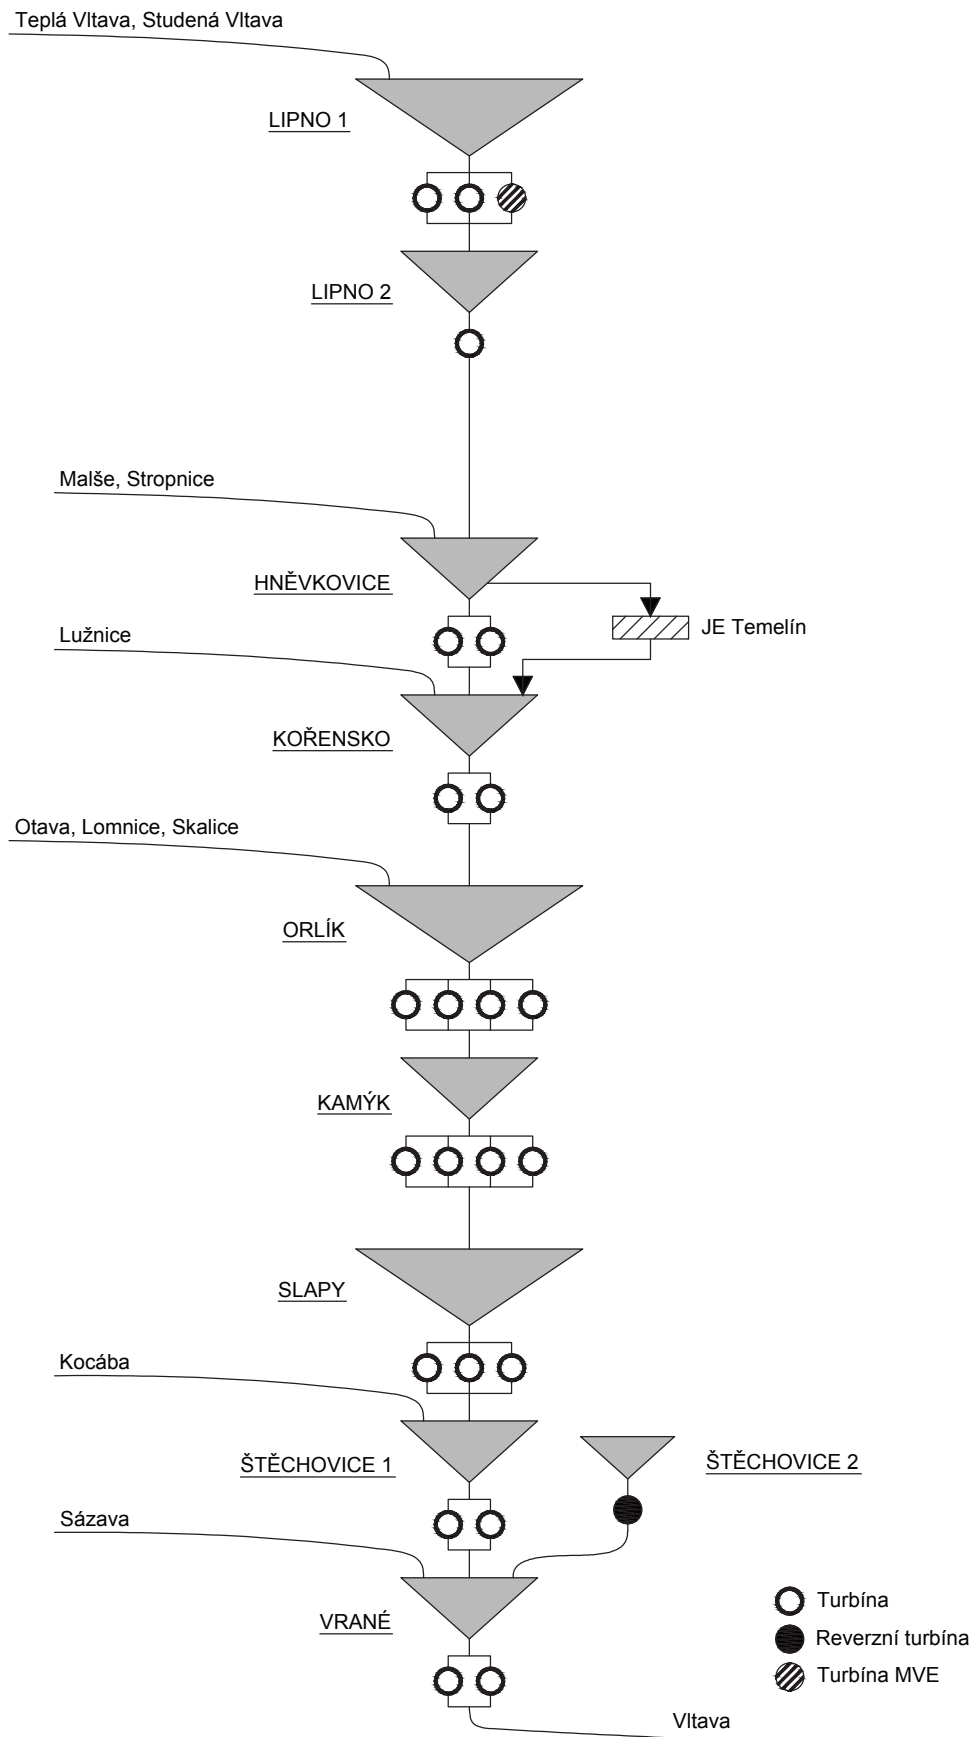 Teplá Vltava, Studená Vltava
LIPNO 1
LIPNO 2
Malše, Stropnice
HNĚVKOVICE
JE Temelín
Lužnice
KOŘENSKO
Otava, Lomnice, Skalice
ORLÍK
KAMÝK
SLAPY
Kocába
ŠTĚCHOVICE 1
ŠTĚCHOVICE 2
Sázava
VRANÉ
Turbína
Reverzní turbína
Turbína MVE
Vltava